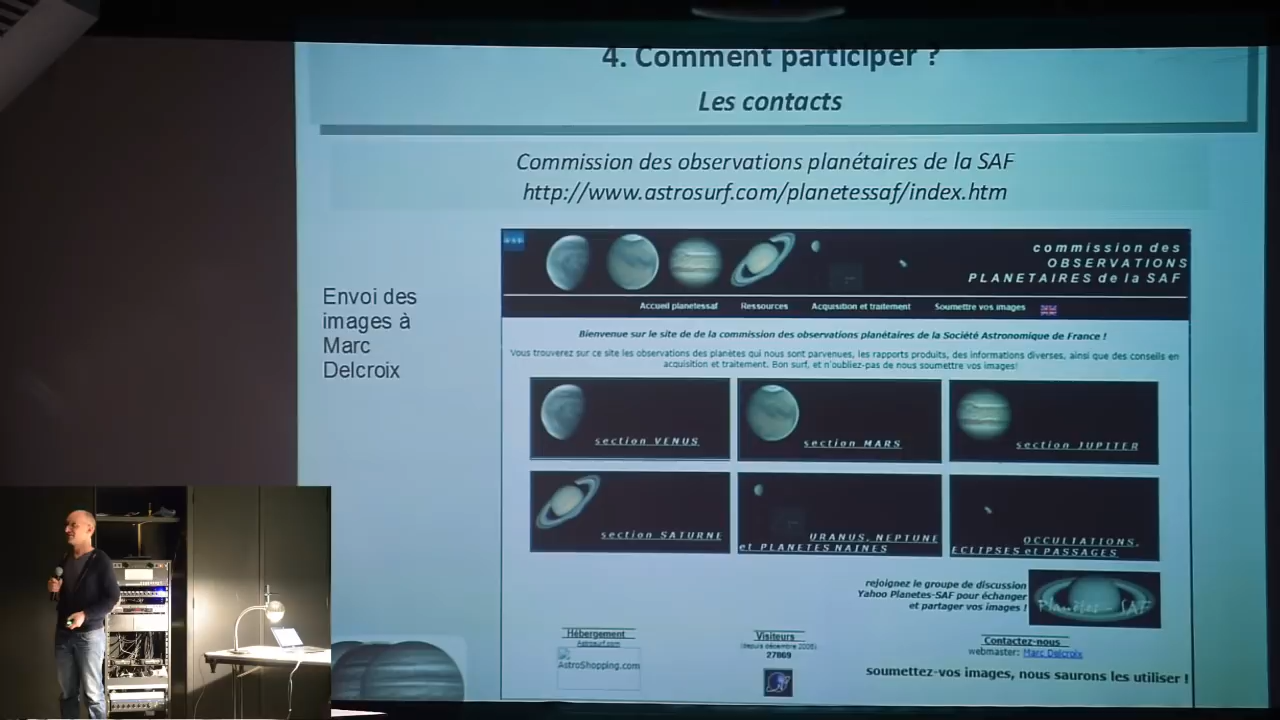 4. Comment participer ?
Les contacts
Commission des observations planétaires de la SAF
http://www.astrosurf.com/planetessaf/index.htm
Envoi des
images à
Marc
Delcroix
commission des
OBSERVATIONS
PLANETAIRES de la SAF
Accueil planetessaf Ressources Acquisition et traitement Soumettre vos images
Bienvenue sur le site de de la commission des observations planétaires de la Société Astronomique de France !
Vous trouverez sur ce site les observations des planètes qui nous sont parvenues, les rapports produits, des informations diverses, ainsi que des conseils en
acquisition et traitement. Bon surf, et n'oubliez-pas de nous soumettre vos images!
section VENUS
section MARS
section JUPITER
section SATURNE
URANUS, NEPTUNE
et PLANETES NAINES
OCCULTATIONS,
ECLIPSES et PASSAGES
rejoignez le groupe de discussion
Yahoo Planetes-SAF pour échanger
et partager vos images !
Planetes - SAF
Hébergement
Astrosurf.com
AstroShopping.com
Visiteurs
(depuis décembre 2005)
27869
Contactez-nous
webmaster: Marc Delcroix
soumettez-vos images, nous saurons les utiliser !